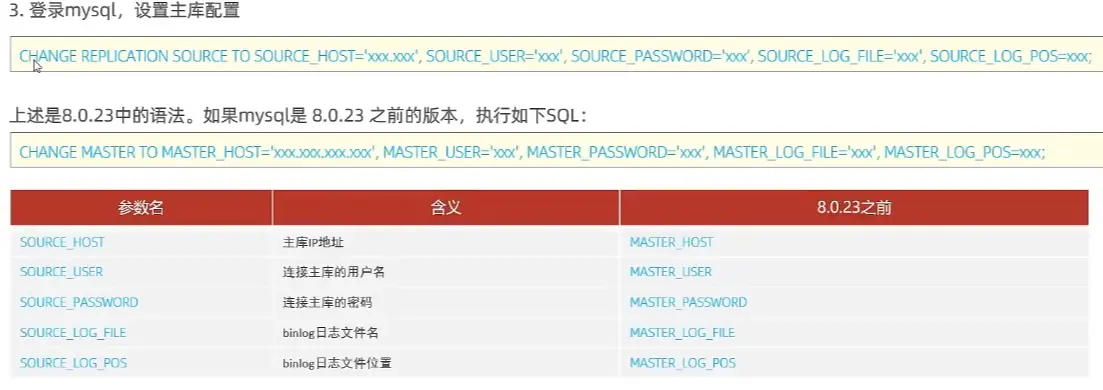 3. 登录mysql，设置主库配置
CHANGE REPLICATION SOURCE TO SOURCE_HOST='xxx.xxx', SOURCE_USER='xxx', SOURCE_PASSWORD='xxx', SOURCE_LOG_FILE='xxx', SOURCE_LOG_POS=xxx;
上述是8.0.23中的语法。如果mysql是 8.0.23 之前的版本，执行如下SQL：
CHANGE MASTER TO MASTER_HOST='xxx.xxx.xxx.xxx', MASTER_USER='xxx', MASTER_PASSWORD='xxx', MASTER_LOG_FILE='xxx', MASTER_LOG_POS=xxx;
参数名 含义 8.0.23之前
SOURCE_HOST 主库IP地址 MASTER_HOST
SOURCE_USER 连接主库的用户名 MASTER_USER
SOURCE_PASSWORD 连接主库的密码 MASTER_PASSWORD
SOURCE_LOG_FILE binlog日志文件名 MASTER_LOG_FILE
SOURCE_LOG_POS binlog日志文件位置 MASTER_LOG_POS